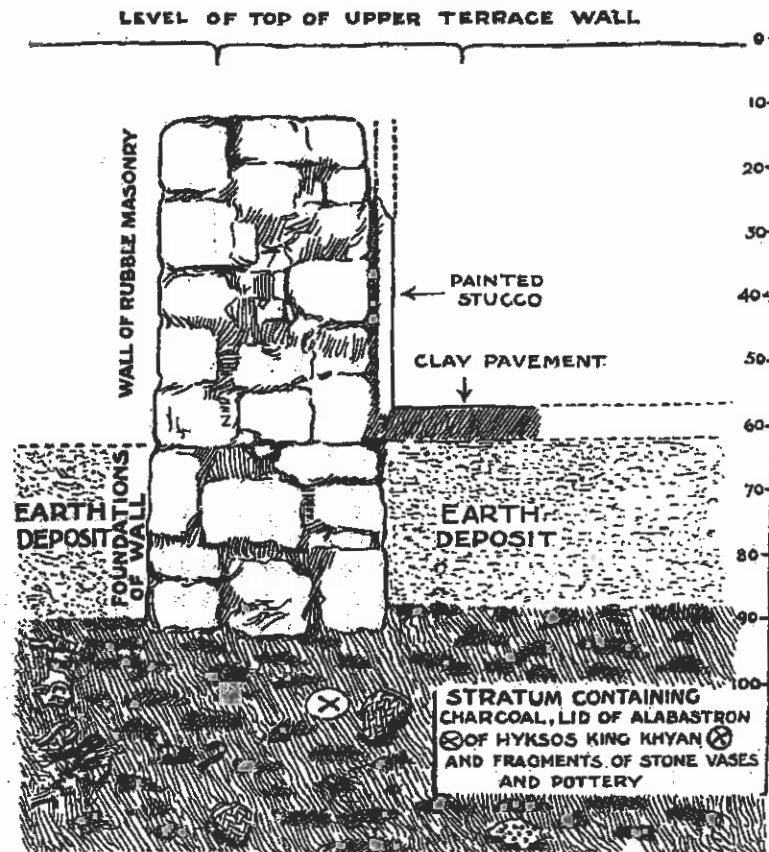 LEVEL OF TOP OF UPPER TERRACE WALL
0
10
20
30
40
50
60
70
80
90
100
WALL OF RUBBLE MASONRY
PAINTED
STUCCO
CLAY PAVEMENT
EARTH
DEPOSIT
FOUNDATIONS
OF WALL
EARTH
DEPOSIT
STRATUM CONTAINING
CHARCOAL, LID OF ALABASTRON
OF HYKSOS KING KHYAN
AND FRAGMENTS OF STONE VASES
AND POTTERY